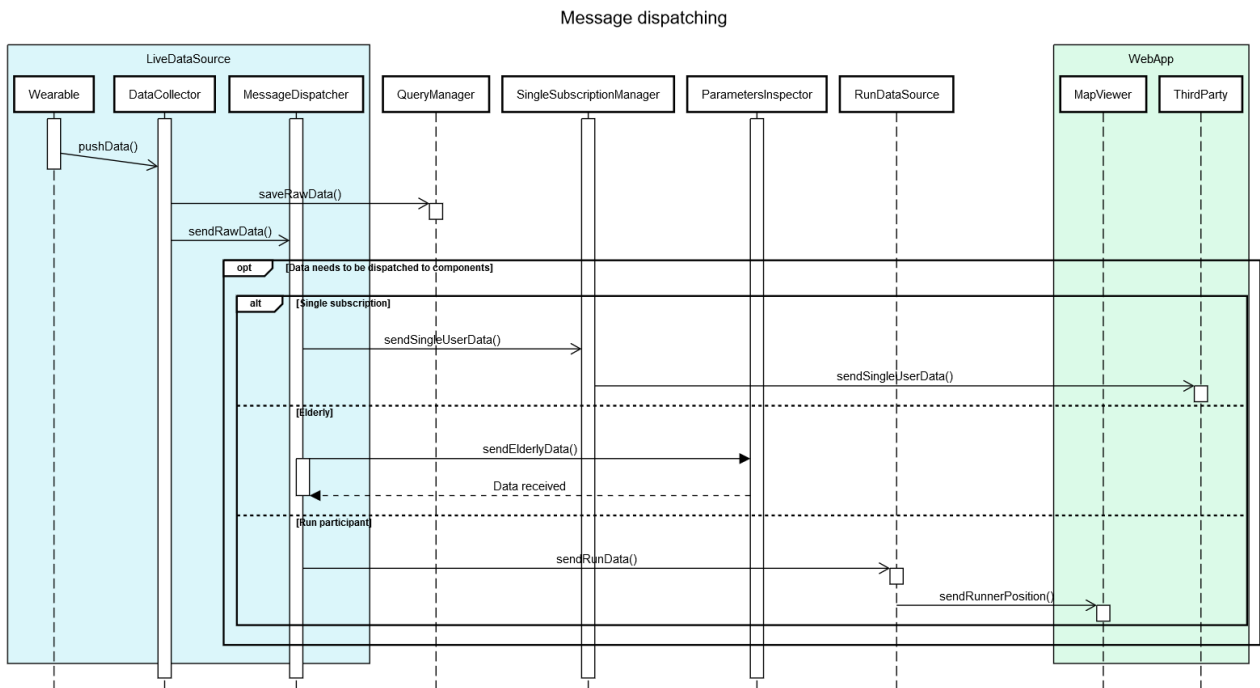 Message dispatching
LiveDataSource
WebApp
Wearable
DataCollector
MessageDispatcher
QueryManager
SingleSubscriptionManager
ParametersInspector
RunDataSource
MapViewer
ThirdParty
pushData()
saveRawData()
sendRawData()
opt
[Data needs to be dispatched to components]
alt
[Single subscription]
sendSingleUserData()
sendSingleUserData()
[Elderly]
sendElderlyData()
Data received
[Run participant]
sendRunData()
sendRunnerPosition()